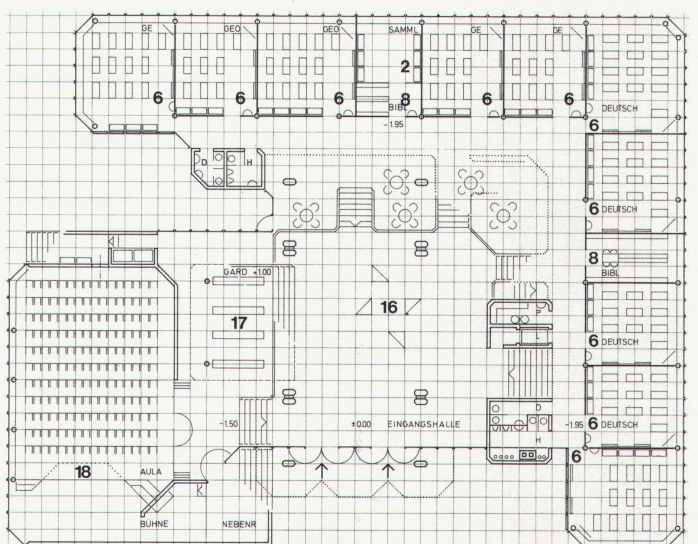 GE GEO GEO SAMML GE GE
2
6 6 6 8 6 6 DEUTSCH
BIBL 6
-1.95
D H
6 DEUTSCH
8
GARD +1.00 BIBL
16
17 P
L
6 DEUTSCH
D
-1.50 ±0.00 EINGANGSHALLE -1.95 6 DEUTSCH
H
6
18 AULA
BÜHNE NEBENR